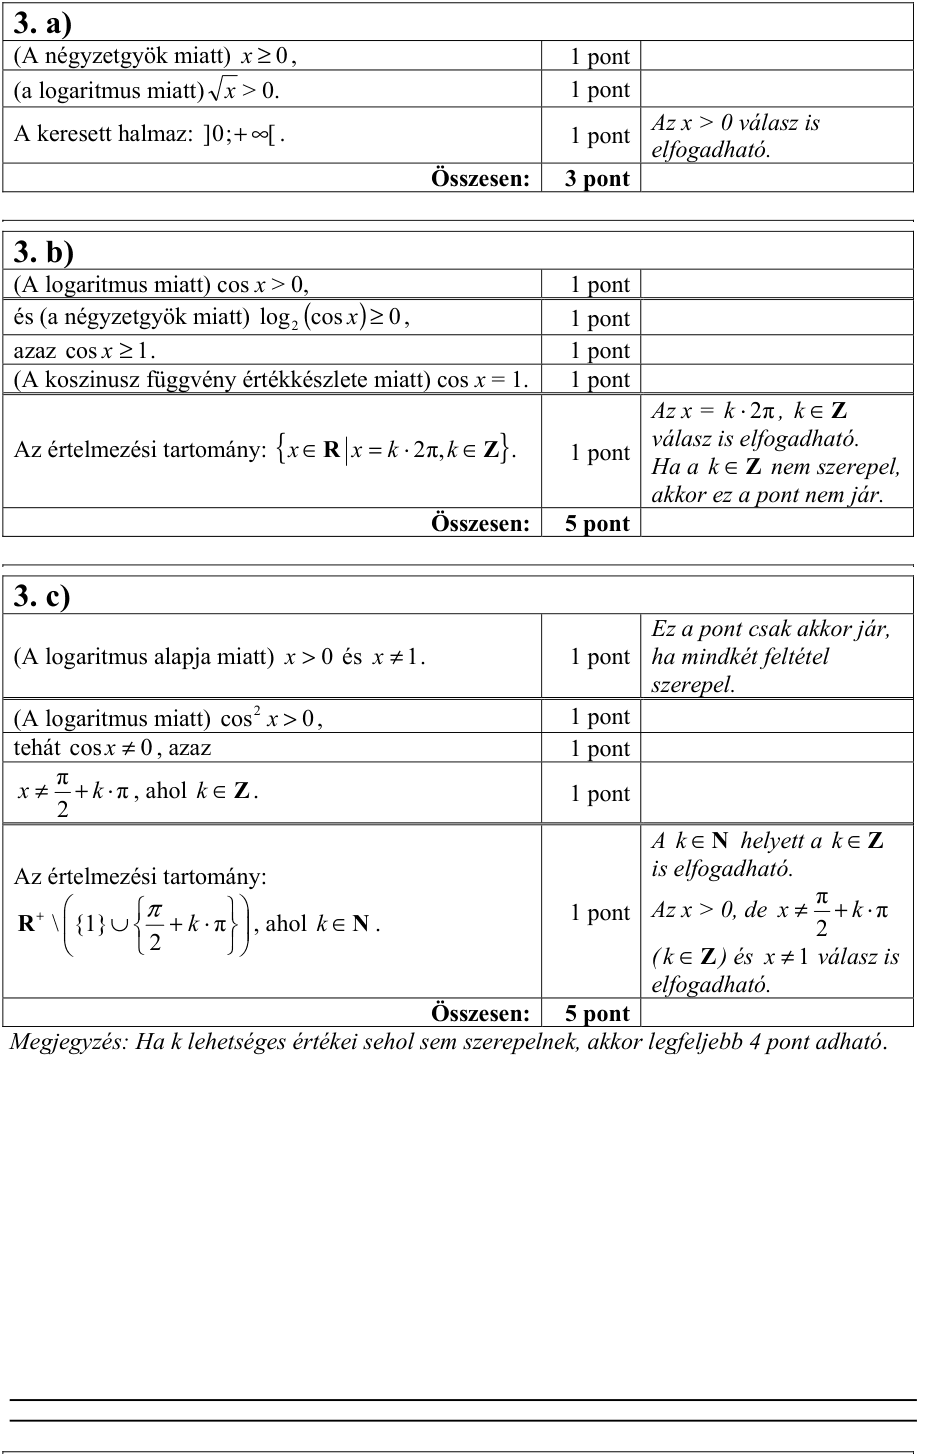 3. a)
(A négyzetgyök miatt) x ≥ 0, 1 pont
(a logaritmus miatt) √x > 0. 1 pont
A keresett halmaz: ]0;+∞[. 1 pont Az x > 0 válasz is
elfogadható.
Összesen: 3 pont
3. b)
(A logaritmus miatt) cos x > 0, 1 pont
és (a négyzetgyök miatt) log₂(cos x) ≥ 0, 1 pont
azaz cos x ≥ 1. 1 pont
(A koszinusz függvény értékkészlete miatt) cos x = 1. 1 pont
Az értelmezési tartomány: {x ∈ R | x = k · 2π, k ∈ Z}. 1 pont
Az x = k · 2π, k ∈ Z
válasz is elfogadható.
Ha a k ∈ Z nem szerepel,
akkor ez a pont nem jár.
Összesen: 5 pont
3. c)
(A logaritmus alapja miatt) x > 0 és x ≠ 1. 1 pont
Ez a pont csak akkor jár,
ha mindkét feltétel
szerepel.
(A logaritmus miatt) cos² x > 0, 1 pont
tehát cos x ≠ 0, azaz 1 pont
x ≠ π/2 + k · π, ahol k ∈ Z. 1 pont
Az értelmezési tartomány:
R⁺ \ ({1} ∪ {π/2 + k · π}), ahol k ∈ N. 1 pont
A k ∈ N helyett a k ∈ Z
is elfogadható.
Az x > 0, de x ≠ π/2 + k · π
(k ∈ Z) és x ≠ 1 válasz is
elfogadható.
Összesen: 5 pont
Megjegyzés: Ha k lehetséges értékei sehol sem szerepelnek, akkor legfeljebb 4 pont adható.